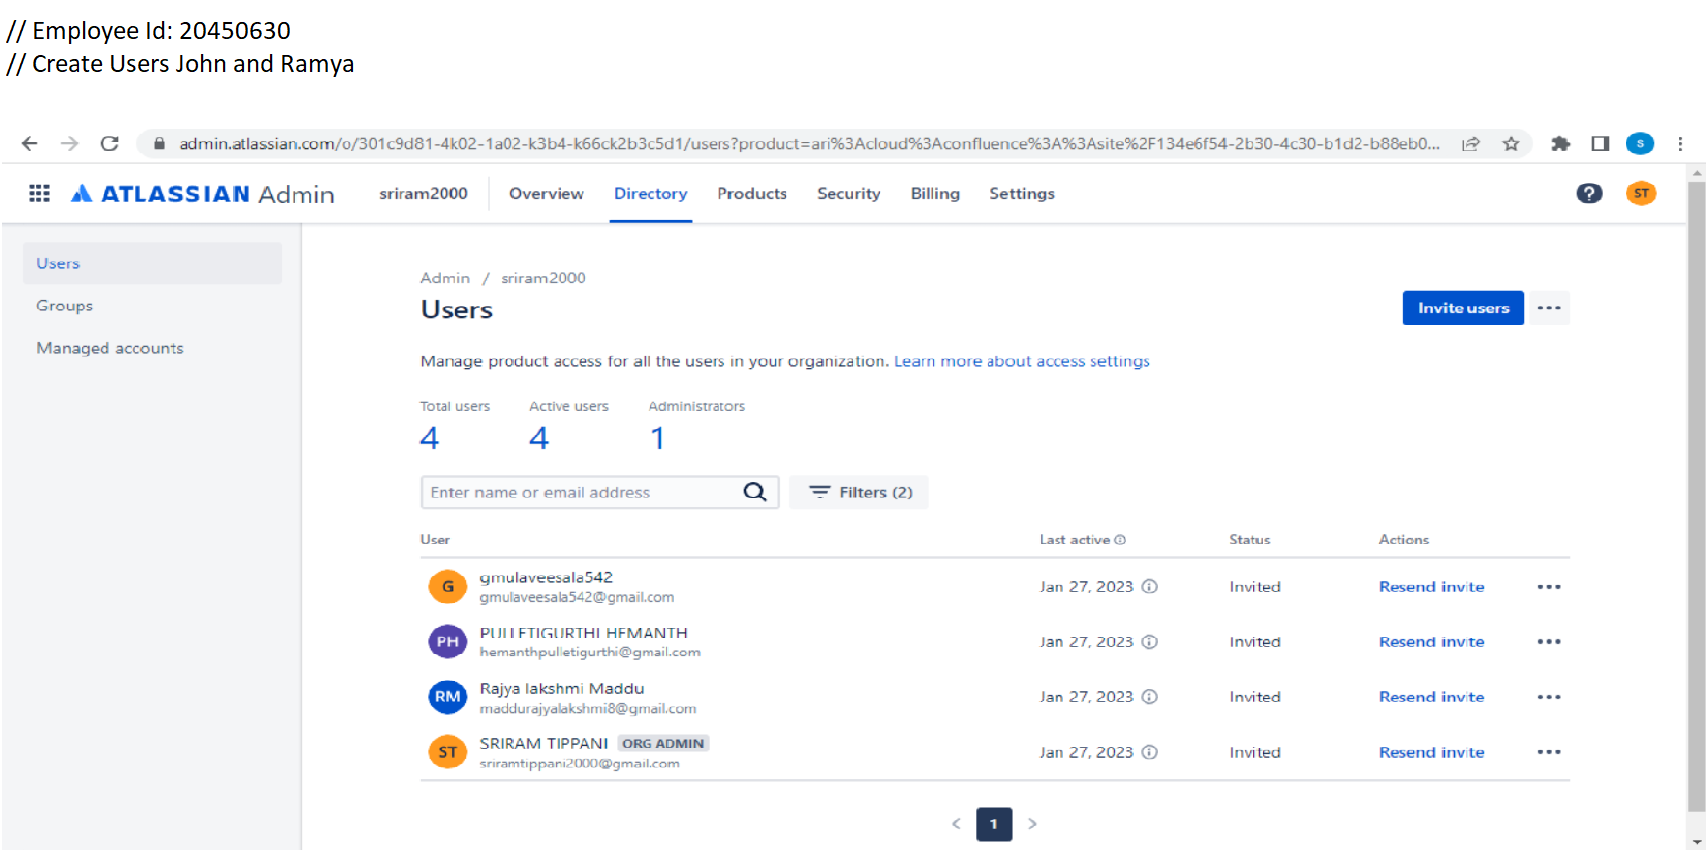 // Employee Id: 20450630
// Create Users John and Ramya
admin.atlassian.com/o/301c9d81-4k02-1a02-k3b4-k66ck2b3c5d1/users?product=ari%3Acloud%3Aconfluence%3A%3Asite%2F134e6f54-2b30-4c30-b1d2-b88eb0...
S
ATLASSIAN Admin
sriram2000
Overview
Directory
Products
Security
Billing
Settings
?
ST
Users
Groups
Managed accounts
Admin / sriram2000
Users
Invite users
Manage product access for all the users in your organization. Learn more about access settings
Total users Active users Administrators
4 4 1
Enter name or email address
Filters (2)
User Last active Status Actions
G gmulaveesala542 Jan 27, 2023 Invited Resend invite
gmulaveesala542@gmail.com
PH PULLETIGURTHI HEMANTH Jan 27, 2023 Invited Resend invite
hemanthpulletigurthi@gmail.com
RM Rajya lakshmi Maddu Jan 27, 2023 Invited Resend invite
maddurajyalakshmi8@gmail.com
ST SRIRAM TIPPANI ORG ADMIN Jan 27, 2023 Invited Resend invite
sriramtippani2000@gmail.com
< 1 >